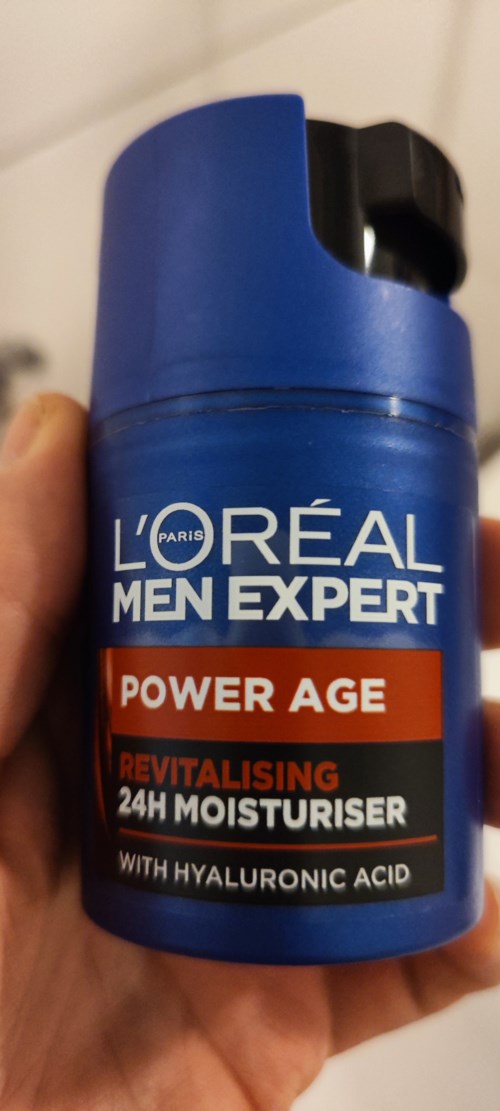 L'ORÉAL
PARIS
MEN EXPERT
POWER AGE
REVITALISING
24H MOISTURISER
WITH HYALURONIC ACID